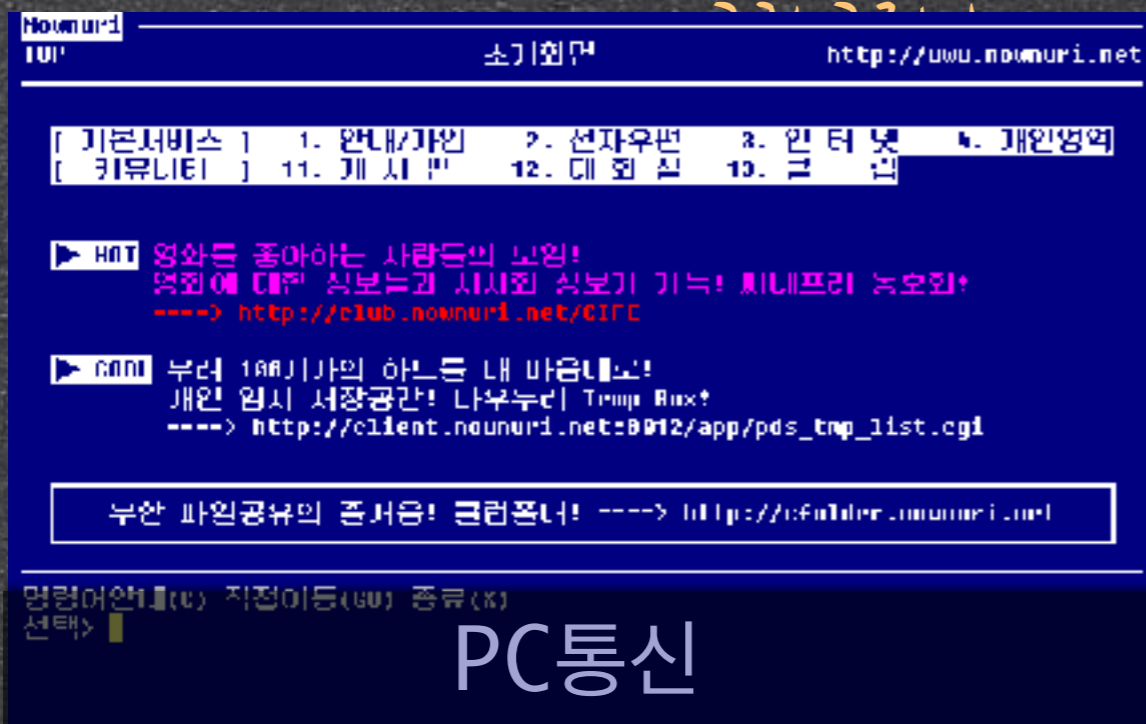 Nownuri
TOP 초기화면 http://www.nownuri.net
[ 기본서비스 ] 1. 안내/가입 2. 전자우편 3. 인 터 넷 4. 개인영역
[ 커뮤니티 ] 11. 게 시 판 12. 대 화 실 13. 클 럽
▶ HOT 영화를 좋아하는 사람들의 모임!
영화에 대한 정보와 시사회 정보가 가득! 씨네프리 동호회!
----> http://club.nownuri.net/
▶ COOL 무려 100시간의 하드를 내 마음대로!
개인 임시 저장공간! 나우누리 Temp Box!
----> http://client.nownuri.net:8012/app/pds_tmp_list.cgi
무한 파일공유의 즐거움! 클럽폴더! ----> http://cfolder.nownuri.net
명령어안내(C) 직접이동(GO) 종료(X)
선택>
PC통신